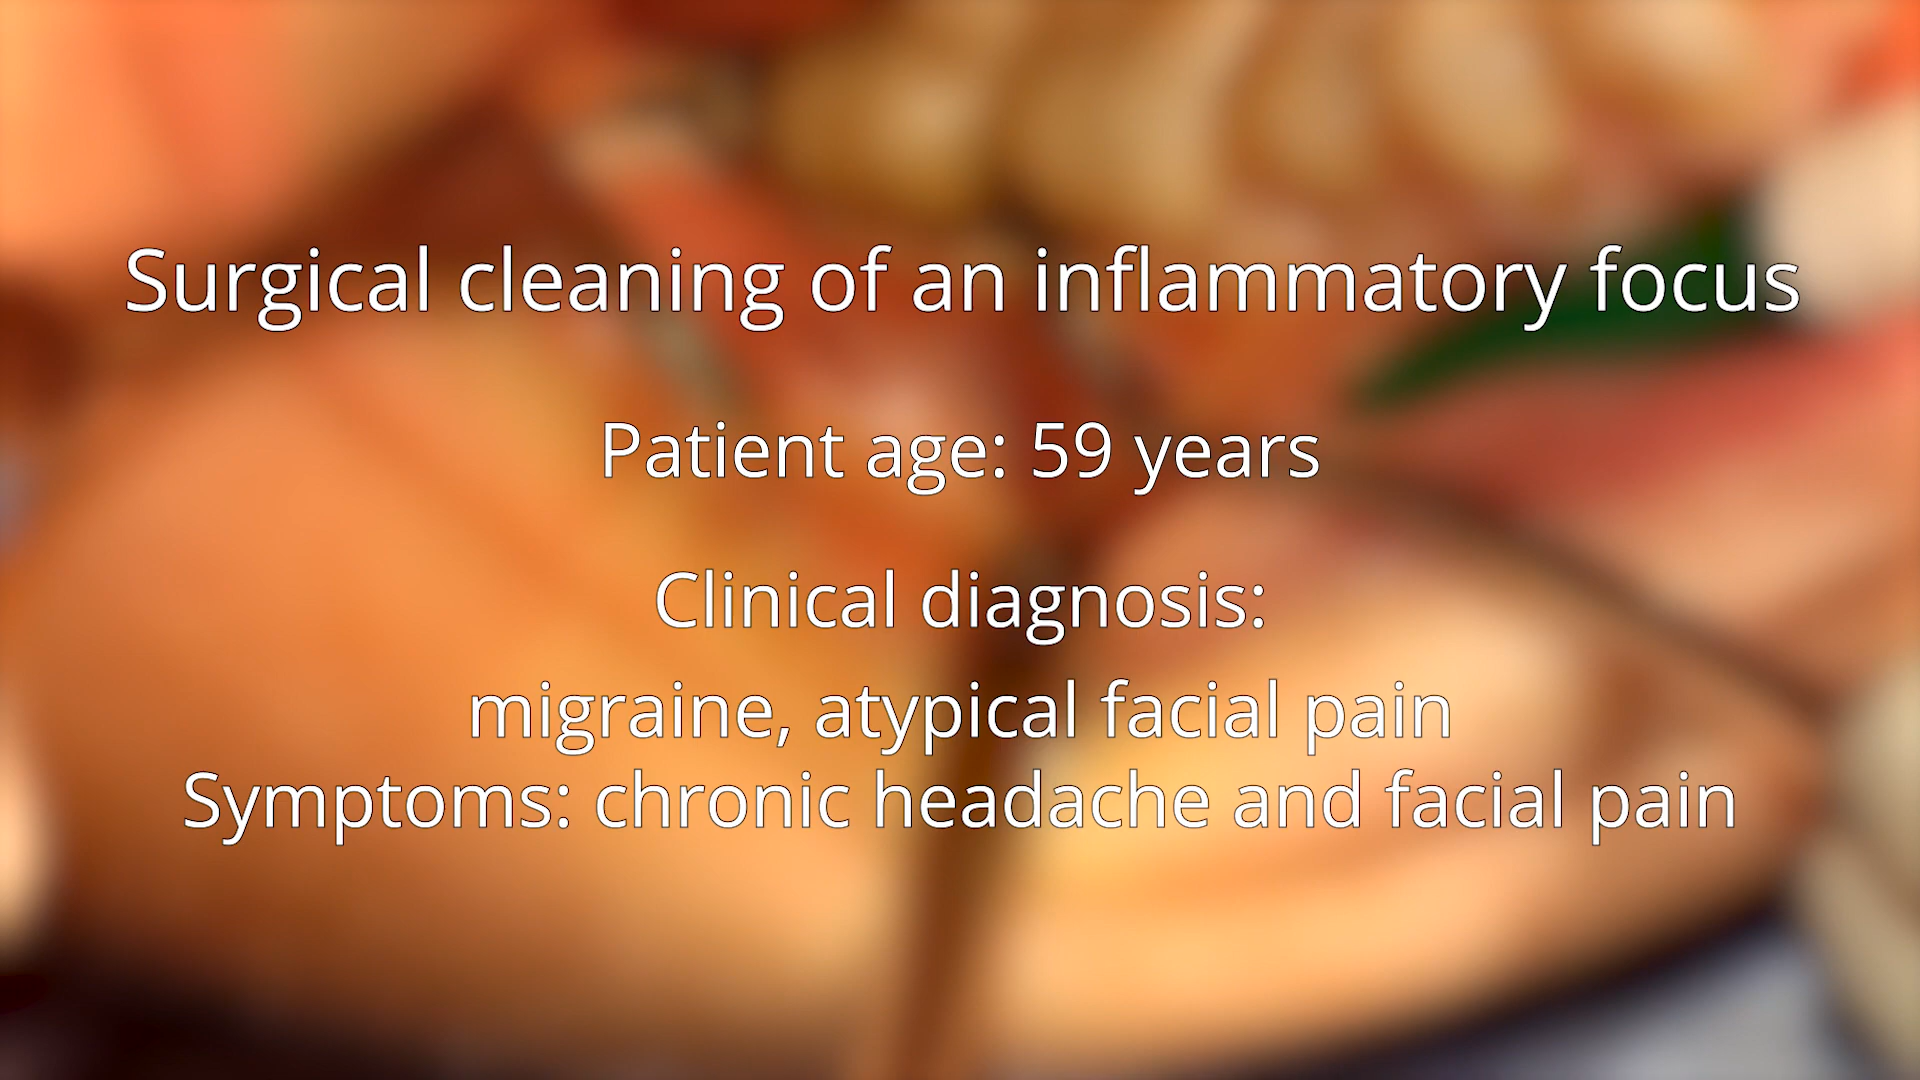 Surgical cleaning of an inflammatory focus
Patient age: 59 years
Clinical diagnosis:
migraine, atypical facial pain
Symptoms: chronic headache and facial pain